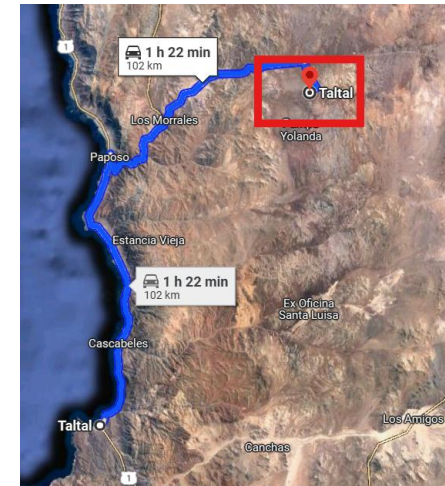 1
1 h 22 min
102 km
Taltal
Los Morrales
Yolanda
Paposo
Estancia Vieja
1 h 22 min
102 km
Ex Oficina
Santa Luisa
Cascabeles
Taltal
Los Amigos
Canchas
1